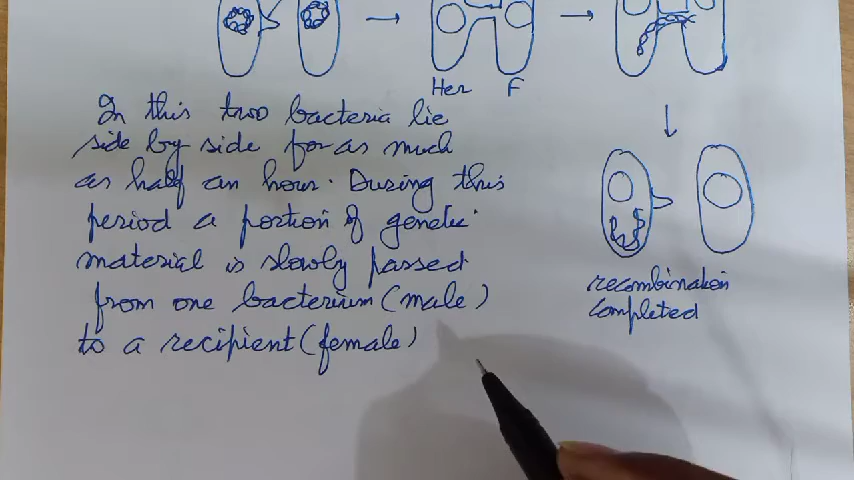 Her F
In this two bacteria lie
side by side for as much
as half an hour. During this
period a portion of genetic
material is slowly passed
from one bacterium (male)
to a recipient (female)
recombination
completed